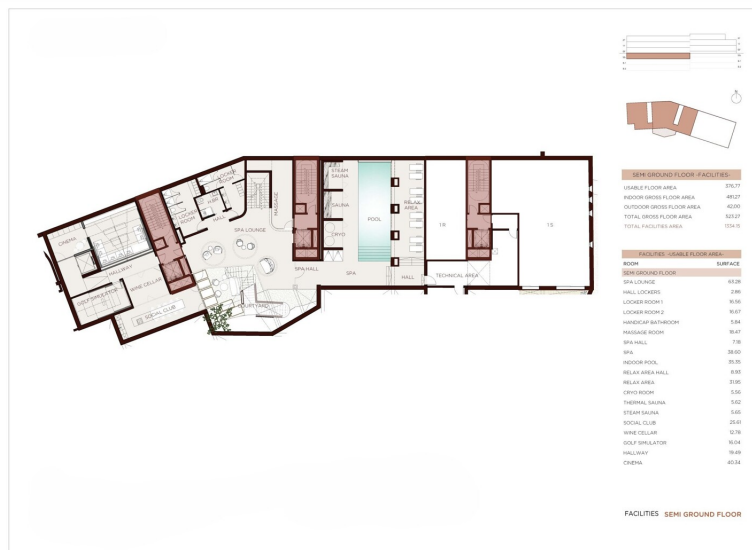 N
SEMI GROUND FLOOR -FACILITIES-
USABLE FLOOR AREA 376,77
INDOOR GROSS FLOOR AREA 481,27
OUTDOOR GROSS FLOOR AREA 42,00
TOTAL GROSS FLOOR AREA 523,27
TOTAL FACILITIES AREA
FACILITIES -USABLE FLOOR AREA-
ROOM SURFACE
SEMI GROUND FLOOR
SPA LOUNGE 63,28
HALL LOCKERS 2,86
LOCKER ROOM 1 16,56
LOCKER ROOM 2 16,67
HANDICAP BATHROOM 5,84
MASSAGE ROOM 18,47
SPA HALL 7,18
SPA 38,60
INDOOR POOL 35,35
RELAX AREA HALL 6,93
RELAX AREA 31,95
CRYO ROOM 5,56
THERMAL SAUNA 5,62
STEAM SAUNA 5,65
SOCIAL CLUB 25,61
WINE CELLAR 12,78
GOLF SIMULATOR 16,04
HALLWAY 19,49
CINEMA 40,34
LOCKER ROOM
LOCKER ROOM
HALL
MASSAGE
SPA LOUNGE
STEAM SAUNA
SAUNA
CRYO
POOL
RELAX AREA
CINEMA
HALLWAY
GOLF SIMULATOR
WINE CELLAR
SOCIAL CLUB
COURTYARD
SPA HALL
SPA
HALL
TECHNICAL AREA
1.8
1.5
FACILITIES SEMI GROUND FLOOR